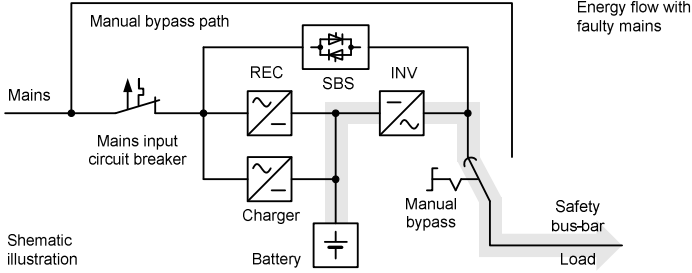 Manual bypass path
Energy flow with
faulty mains
REC
SBS
INV
Mains
Mains input
circuit breaker
Charger
Manual
bypass
Safety
bus-bar
Shematic
illustration
Battery
Load